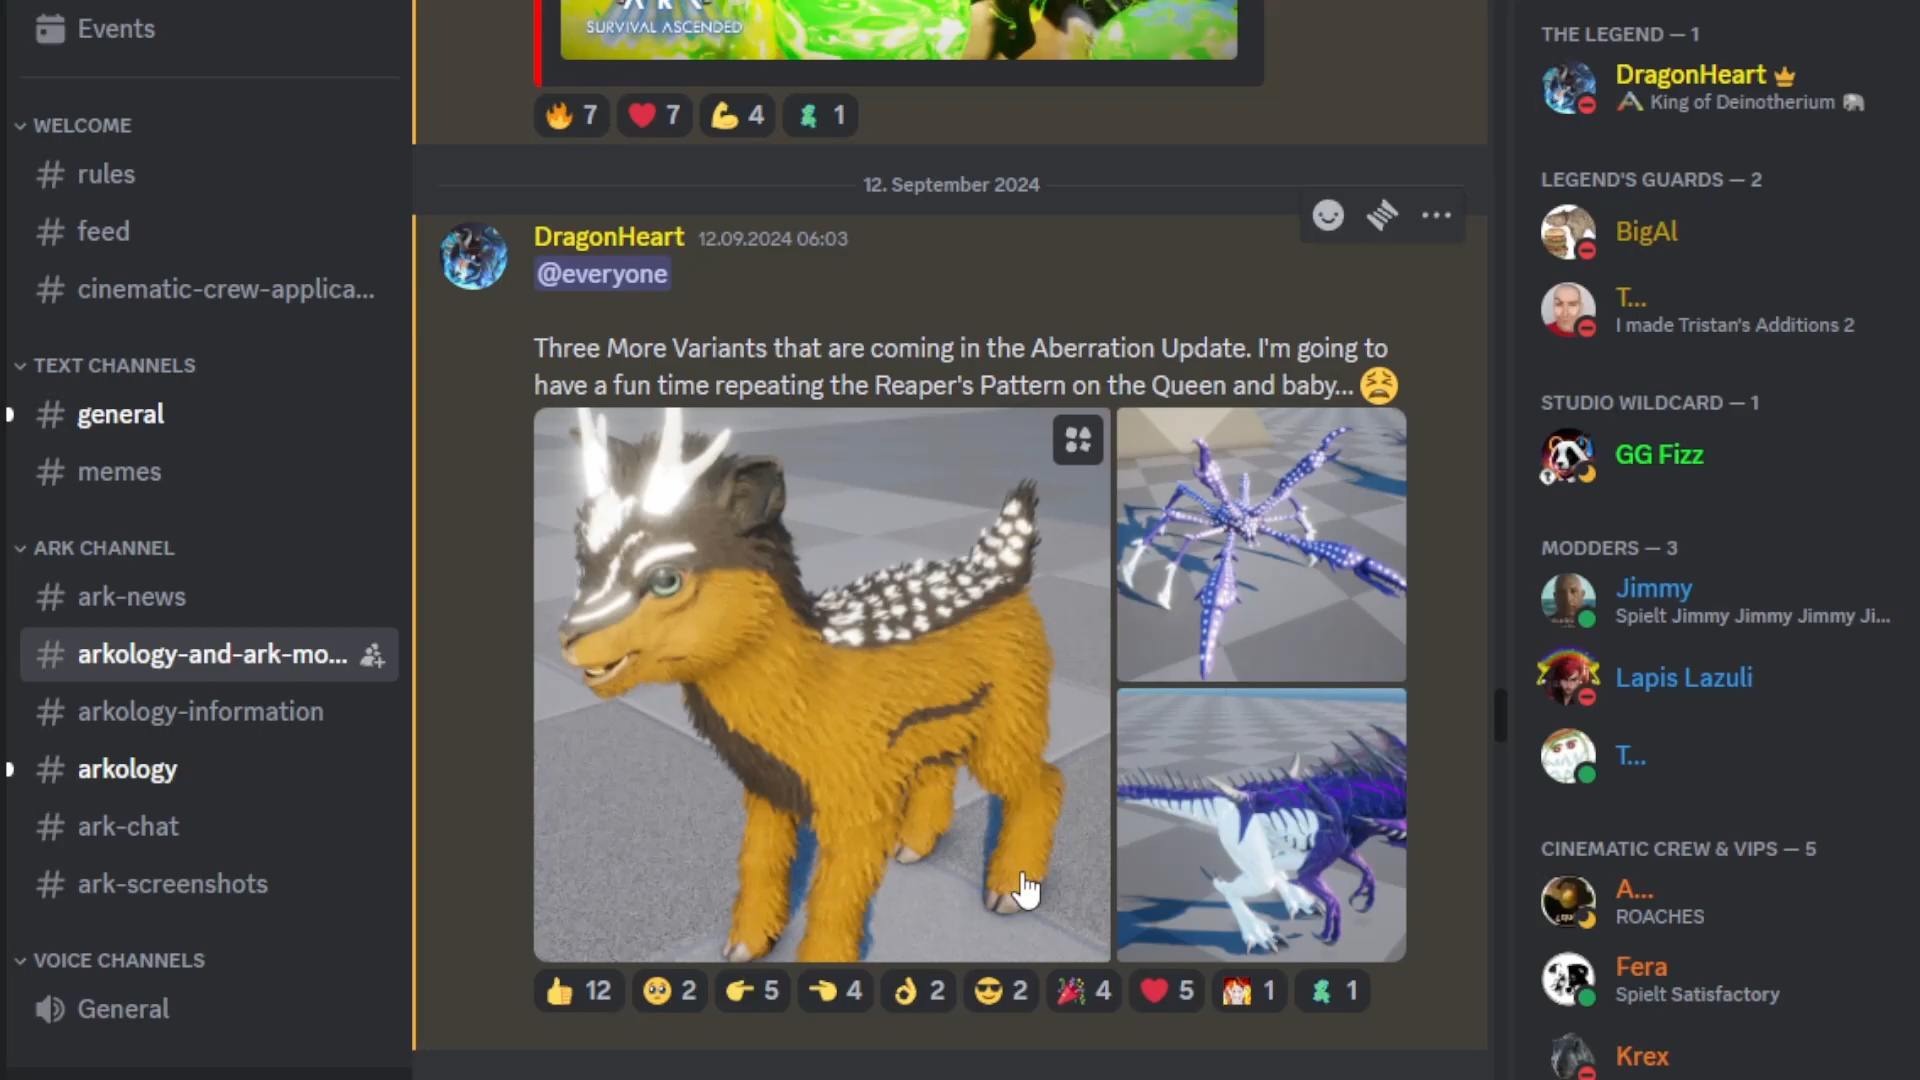 Events
WELCOME
rules
feed
cinematic-crew-applica...
TEXT CHANNELS
general
memes
ARK CHANNEL
ark-news
arkology-and-ark-mo...
arkology-information
arkology
ark-chat
ark-screenshots
VOICE CHANNELS
General
SURVIVAL ASCENDED
7 7 4 1
12. September 2024
DragonHeart 12.09.2024 06:03
@everyone
Three More Variants that are coming in the Aberration Update. I'm going to
have a fun time repeating the Reaper's Pattern on the Queen and baby...
12 2 5 4 2 2 4 5 1 1
THE LEGEND — 1
DragonHeart
King of Deinotherium
LEGEND'S GUARDS — 2
BigAl
T...
I made Tristan's Additions 2
STUDIO WILDCARD — 1
GG Fizz
MODDERS — 3
Jimmy
Spielt Jimmy Jimmy Jimmy Ji...
Lapis Lazuli
T...
CINEMATIC CREW & VIPS — 5
A...
ROACHES
Fera
Spielt Satisfactory
Krex